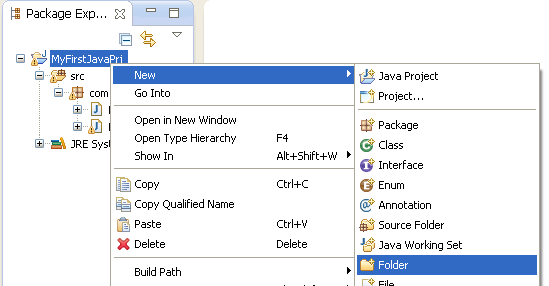 Package Exp...
MyFirstJavaPrj
src
com
JRE Sys
New
Go Into
Open in New Window
Open Type Hierarchy F4
Show In Alt+Shift+W
Copy Ctrl+C
Copy Qualified Name
Paste Ctrl+V
Delete Delete
Build Path
Java Project
Project...
Package
Class
Interface
Enum
Annotation
Source Folder
Java Working Set
Folder
File